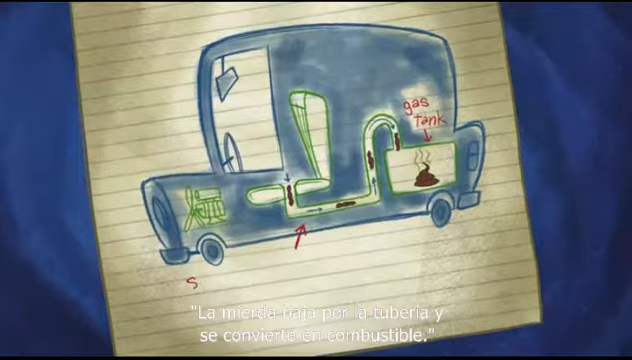 gas
tank
S
"La mierda baja por la tubería y
se convierte en combustible."